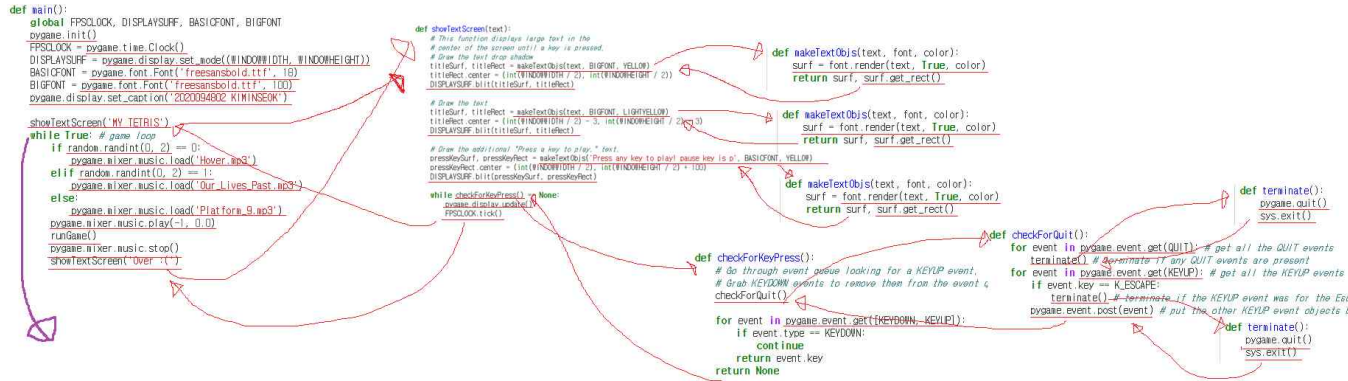 def main():
global FPSCLOCK, DISPLAYSURF, BASICFONT, BIGFONT
pygame.init()
FPSCLOCK = pygame.time.Clock()
DISPLAYSURF = pygame.display.set_mode((WINDOWWIDTH, WINDOWHEIGHT))
BASICFONT = pygame.font.Font('freesansbold.ttf', 18)
BIGFONT = pygame.font.Font('freesansbold.ttf', 100)
pygame.display.set_caption('2020094802 KIMINSEOK')
showTextScreen('MY TETRIS')
while True: # game loop
if random.randint(0, 2) == 0:
pygame.mixer.music.load('Hover.mp3')
elif random.randint(0, 2) == 1:
pygame.mixer.music.load('Our_Lives_Past.mp3')
else:
pygame.mixer.music.load('Platform_9.mp3')
pygame.mixer.music.play(-1, 0.0)
runGame()
pygame.mixer.music.stop()
showTextScreen('Over :(')
def showTextScreen(text):
# This function displays large text in the
# center of the screen until a key is pressed.
# Draw the text drop shadow
titleSurf, titleRect = makeTextObjs(text, BIGFONT, YELLOW)
titleRect.center = (int(WINDOWWIDTH / 2), int(WINDOWHEIGHT / 2))
DISPLAYSURF.blit(titleSurf, titleRect)
# Draw the text
titleSurf, titleRect = makeTextObjs(text, BIGFONT, LIGHTYELLOW)
titleRect.center = (int(WINDOWWIDTH / 2) - 3, int(WINDOWHEIGHT / 2) - 3)
DISPLAYSURF.blit(titleSurf, titleRect)
# Draw the additional "Press a key to play." text.
pressKeySurf, pressKeyRect = makeTextObjs('Press any key to play! pause key is p', BASICFONT, YELLOW)
pressKeyRect.center = (int(WINDOWWIDTH / 2), int(WINDOWHEIGHT / 2) + 100)
DISPLAYSURF.blit(pressKeySurf, pressKeyRect)
while checkForKeyPress() == None:
pygame.display.update()
FPSCLOCK.tick()
def makeTextObjs(text, font, color):
surf = font.render(text, True, color)
return surf, surf.get_rect()
def makeTextObjs(text, font, color):
surf = font.render(text, True, color)
return surf, surf.get_rect()
def makeTextObjs(text, font, color):
surf = font.render(text, True, color)
return surf, surf.get_rect()
def checkForKeyPress():
# Go through event queue looking for a KEYUP event.
# Grab KEYDOWN events to remove them from the event q
checkForQuit()
for event in pygame.event.get([KEYDOWN, KEYUP]):
if event.type == KEYDOWN:
continue
return event.key
return None
def checkForQuit():
for event in pygame.event.get(QUIT): # get all the QUIT events
terminate() # terminate if any QUIT events are present
for event in pygame.event.get(KEYUP): # get all the KEYUP events
if event.key == K_ESCAPE:
terminate() # terminate if the KEYUP event was for the Esc
pygame.event.post(event) # put the other KEYUP event objects b
def terminate():
pygame.quit()
sys.exit()
def terminate():
pygame.quit()
sys.exit()